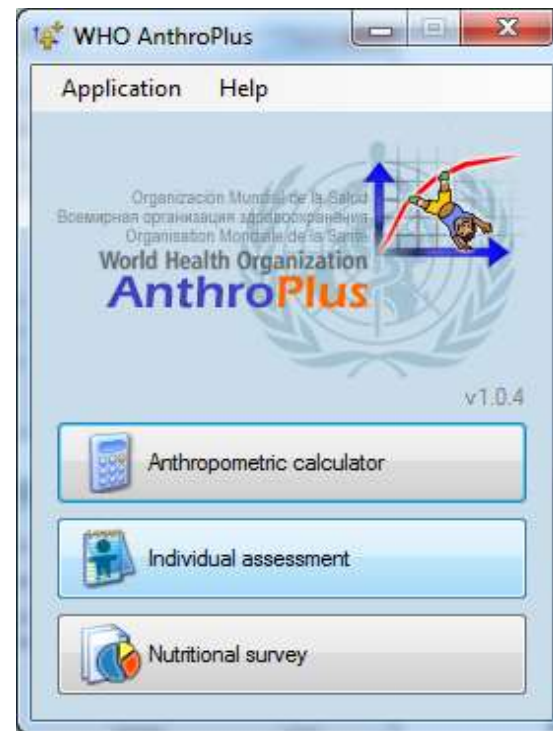 WHO AnthroPlus
Application Help
Organización Mundial de la Salud
Всемирная организация здравоохранения
Organisation Mondiale de la Santé
World Health Organization
AnthroPlus
v1.0.4
Anthropometric calculator
Individual assessment
Nutritional survey